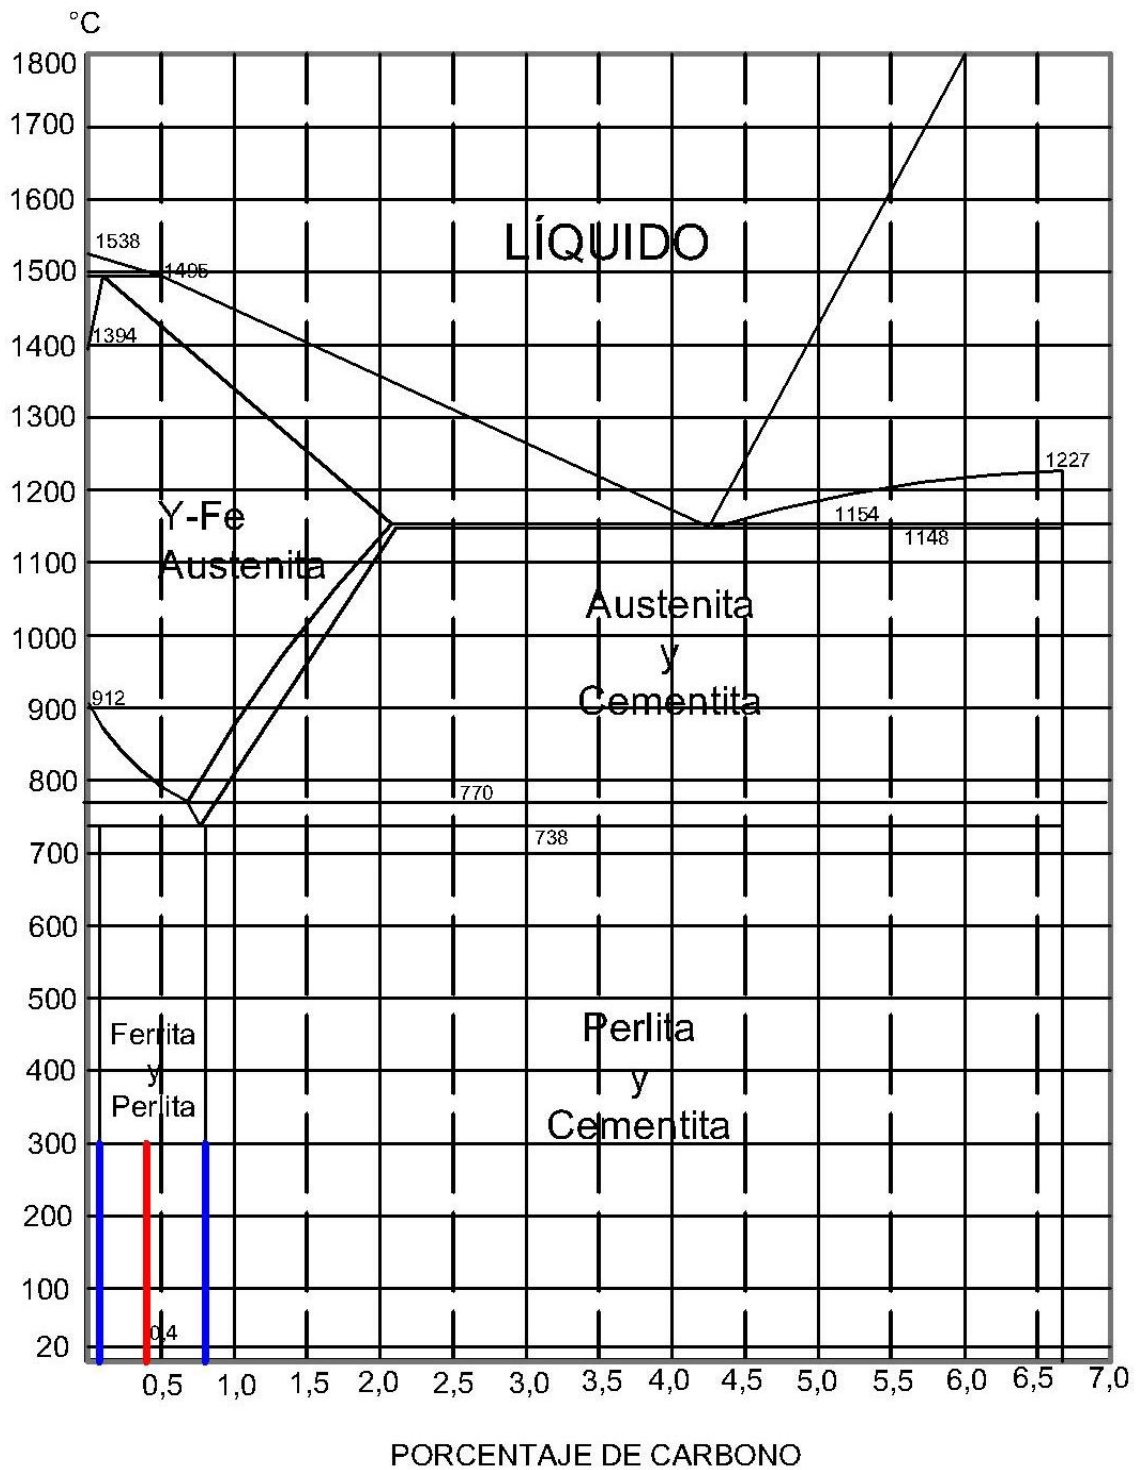 °C
1800
1700
1600
1500
1400
1300
1200
1100
1000
900
800
700
600
500
400
300
200
100
20
1538
1495
1394
LÍQUIDO
1227
1154
1148
Y-Fe
Austenita
Austenita
y
Cementita
912
770
738
Ferrita
y
Perlita
Perlita
y
Cementita
0,4
0,5 1,0 1,5 2,0 2,5 3,0 3,5 4,0 4,5 5,0 5,5 6,0 6,5 7,0
PORCENTAJE DE CARBONO